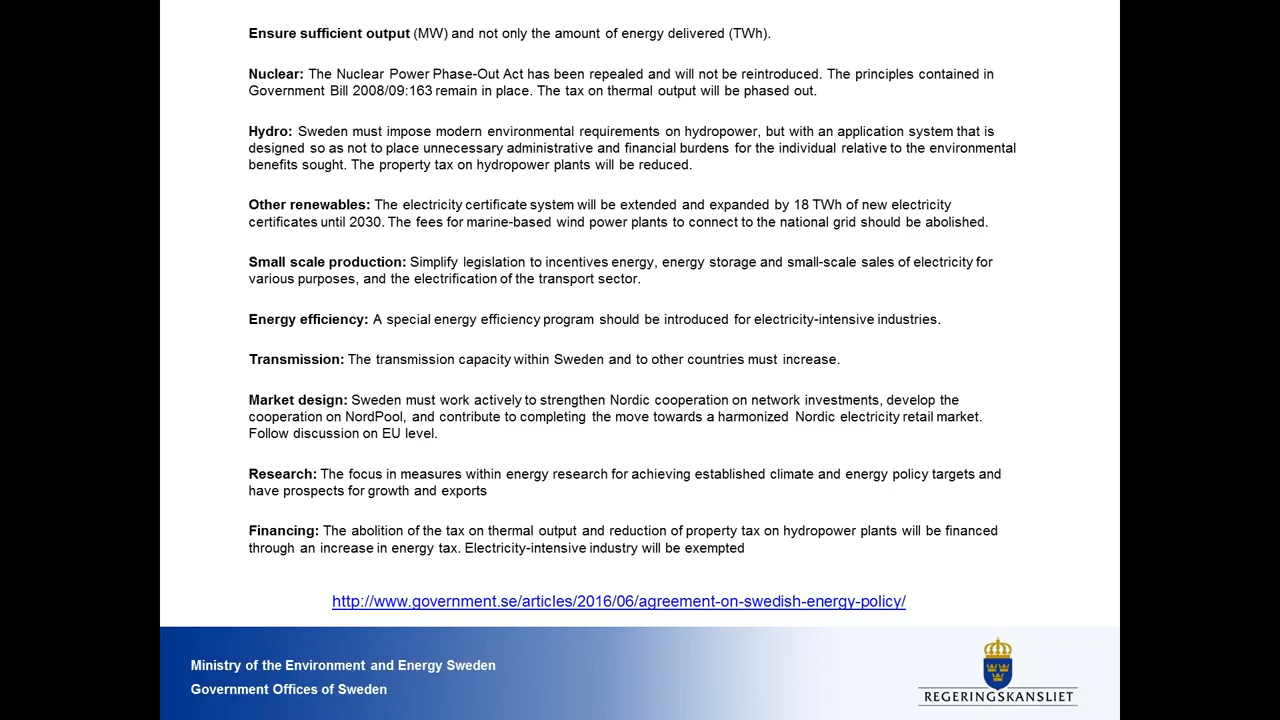 Ensure sufficient output (MW) and not only the amount of energy delivered (TWh).
Nuclear: The Nuclear Power Phase-Out Act has been repealed and will not be reintroduced. The principles contained in
Government Bill 2008/09:163 remain in place. The tax on thermal output will be phased out.
Hydro: Sweden must impose modern environmental requirements on hydropower, but with an application system that is
designed so as not to place unnecessary administrative and financial burdens for the individual relative to the environmental
benefits sought. The property tax on hydropower plants will be reduced.
Other renewables: The electricity certificate system will be extended and expanded by 18 TWh of new electricity
certificates until 2030. The fees for marine-based wind power plants to connect to the national grid should be abolished.
Small scale production: Simplify legislation to incentives energy, energy storage and small-scale sales of electricity for
various purposes, and the electrification of the transport sector.
Energy efficiency: A special energy efficiency program should be introduced for electricity-intensive industries.
Transmission: The transmission capacity within Sweden and to other countries must increase.
Market design: Sweden must work actively to strengthen Nordic cooperation on network investments, develop the
cooperation on NordPool, and contribute to completing the move towards a harmonized Nordic electricity retail market.
Follow discussion on EU level.
Research: The focus in measures within energy research for achieving established climate and energy policy targets and
have prospects for growth and exports
Financing: The abolition of the tax on thermal output and reduction of property tax on hydropower plants will be financed
through an increase in energy tax. Electricity-intensive industry will be exempted
http://www.government.se/articles/2016/06/agreement-on-swedish-energy-policy/
Ministry of the Environment and Energy Sweden
Government Offices of Sweden
REGERINGSKANSLIET